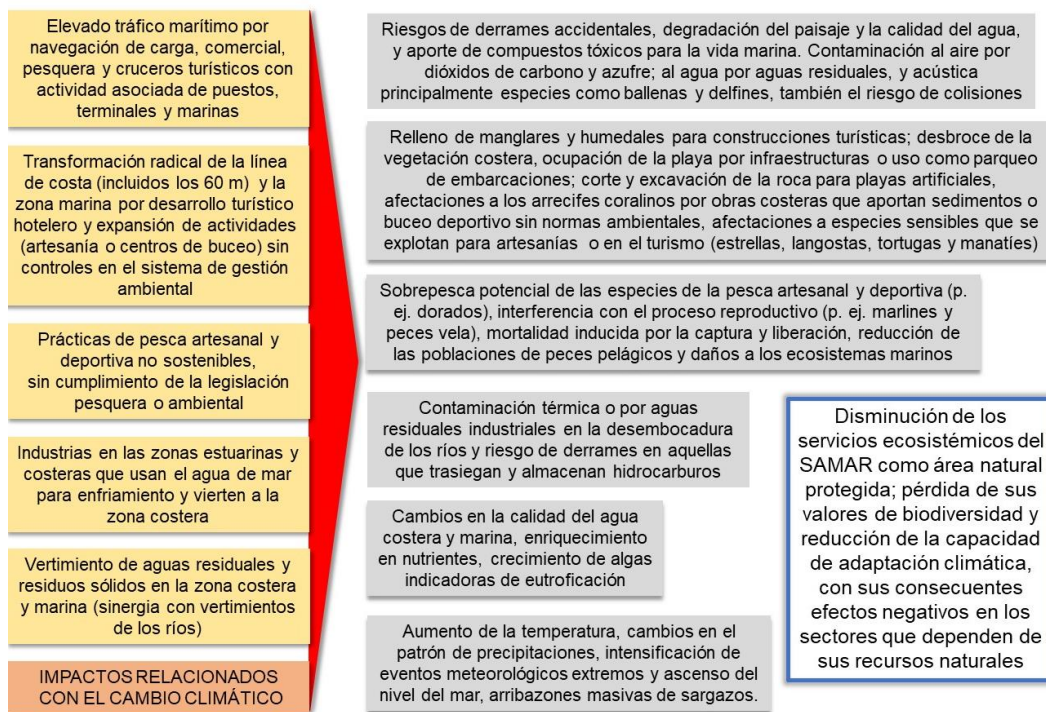 Elevado tráfico marítimo por
navegación de carga, comercial,
pesquera y cruceros turísticos con
actividad asociada de puestos,
terminales y marinas
Transformación radical de la línea
de costa (incluidos los 60 m) y la
zona marina por desarrollo turístico
hotelero y expansión de actividades
(artesanía o centros de buceo) sin
controles en el sistema de gestión
ambiental
Prácticas de pesca artesanal y
deportiva no sostenibles,
sin cumplimiento de la legislación
pesquera o ambiental
Industrias en las zonas estuarinas y
costeras que usan el agua de mar
para enfriamiento y vierten a la
zona costera
Vertimiento de aguas residuales y
residuos sólidos en la zona costera
y marina (sinergia con vertimientos
de los ríos)
IMPACTOS RELACIONADOS
CON EL CAMBIO CLIMÁTICO
Riesgos de derrames accidentales, degradación del paisaje y la calidad del agua,
y aporte de compuestos tóxicos para la vida marina. Contaminación al aire por
dióxidos de carbono y azufre; al agua por aguas residuales, y acústica
principalmente especies como ballenas y delfines, también el riesgo de colisiones
Relleno de manglares y humedales para construcciones turísticas; desbroce de la
vegetación costera, ocupación de la playa por infraestructuras o uso como parqueo
de embarcaciones; corte y excavación de la roca para playas artificiales,
afectaciones a los arrecifes coralinos por obras costeras que aportan sedimentos o
buceo deportivo sin normas ambientales, afectaciones a especies sensibles que se
explotan para artesanías o en el turismo (estrellas, langostas, tortugas y manatíes)
Sobrepesca potencial de las especies de la pesca artesanal y deportiva (p.
ej. dorados), interferencia con el proceso reproductivo (p. ej. marlines y
peces vela), mortalidad inducida por la captura y liberación, reducción de
las poblaciones de peces pelágicos y daños a los ecosistemas marinos
Contaminación térmica o por aguas
residuales industriales en la desembocadura
de los ríos y riesgo de derrames en aquellas
que trasiegan y almacenan hidrocarburos
Cambios en la calidad del agua
costera y marina, enriquecimiento
en nutrientes, crecimiento de algas
indicadoras de eutroficación
Aumento de la temperatura, cambios en el
patrón de precipitaciones, intensificación de
eventos meteorológicos extremos y ascenso del
nivel del mar, arribazones masivas de sargazos.
Disminución de los
servicios ecosistémicos del
SAMAR como área natural
protegida; pérdida de sus
valores de biodiversidad y
reducción de la capacidad
de adaptación climática,
con sus consecuentes
efectos negativos en los
sectores que dependen de
sus recursos naturales